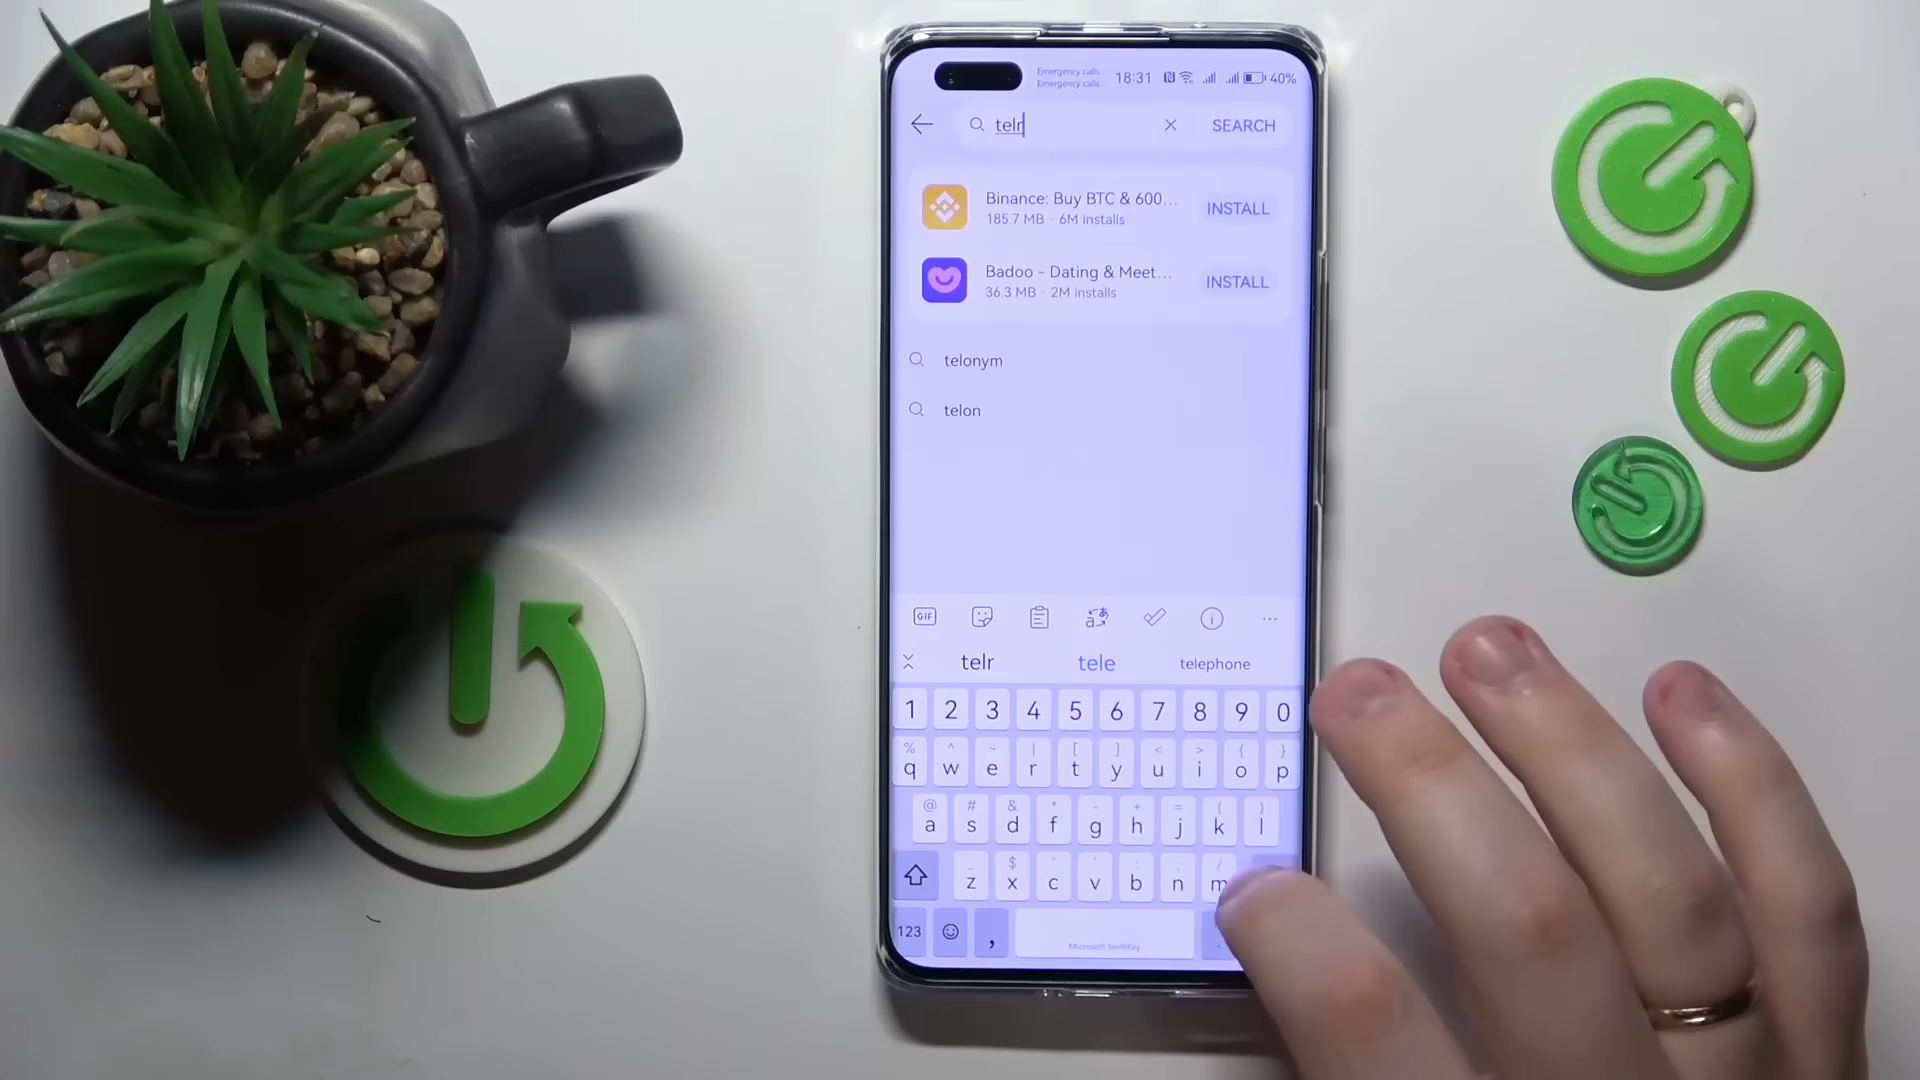 Emergency calls
Emergency calls
18:31
40%
telr
SEARCH
Binance: Buy BTC & 600...
185.7 MB · 6M installs
INSTALL
Badoo - Dating & Meet...
36.3 MB · 2M installs
INSTALL
telonym
telon
GIF
telr tele telephone
1 2 3 4 5 6 7 8 9 0
% ^ ~ | [ ] < > { }
q w e r t y u i o p
@ # & * - + = ( )
a s d f g h j k l
z x c v b n m
123 , Microsoft SwiftKey